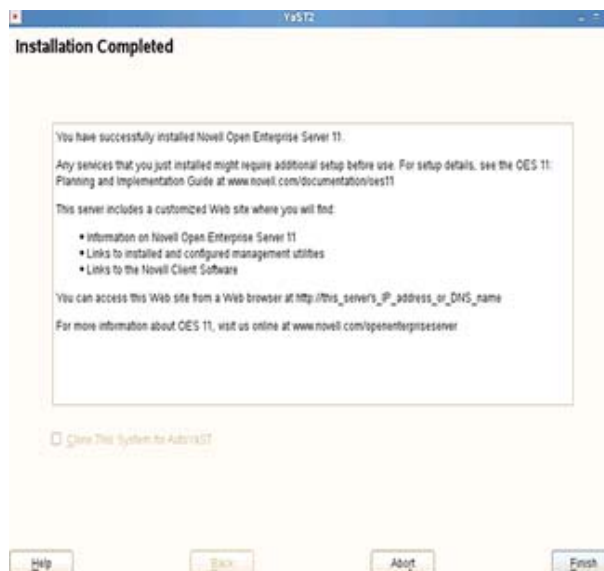 YaST2
Installation Completed
You have successfully installed Novell Open Enterprise Server 11.
Any services that you just installed might require additional setup before use. For setup details, see the OES 11:
Planning and Implementation Guide at www.novell.com/documentation/oes11
This server includes a customized Web site where you will find:
• Information on Novell Open Enterprise Server 11
• Links to installed and configured management utilities
• Links to the Novell Client Software
You can access this Web site from a Web browser at http://this_server's_IP_address_or_DNS_name
For more information about OES 11, visit us online at www.novell.com/openenterpriseserver
Clone This System for AutoYaST
Help
Back
Abort
Finish